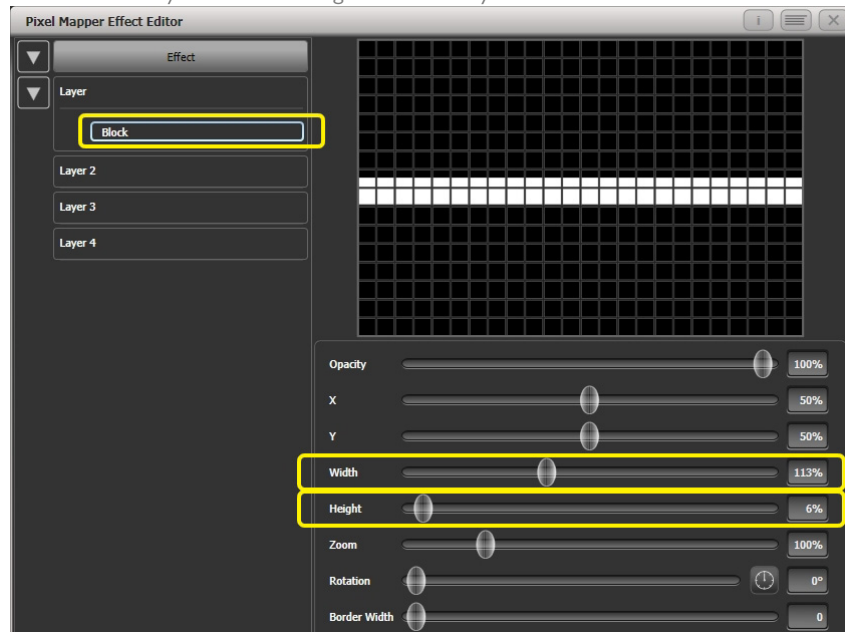 Pixel Mapper Effect Editor
i
Effect
Layer
Block
Layer 2
Layer 3
Layer 4
Opacity 100%
X 50%
Y 50%
Width 113%
Height 6%
Zoom 100%
Rotation 0°
Border Width 0